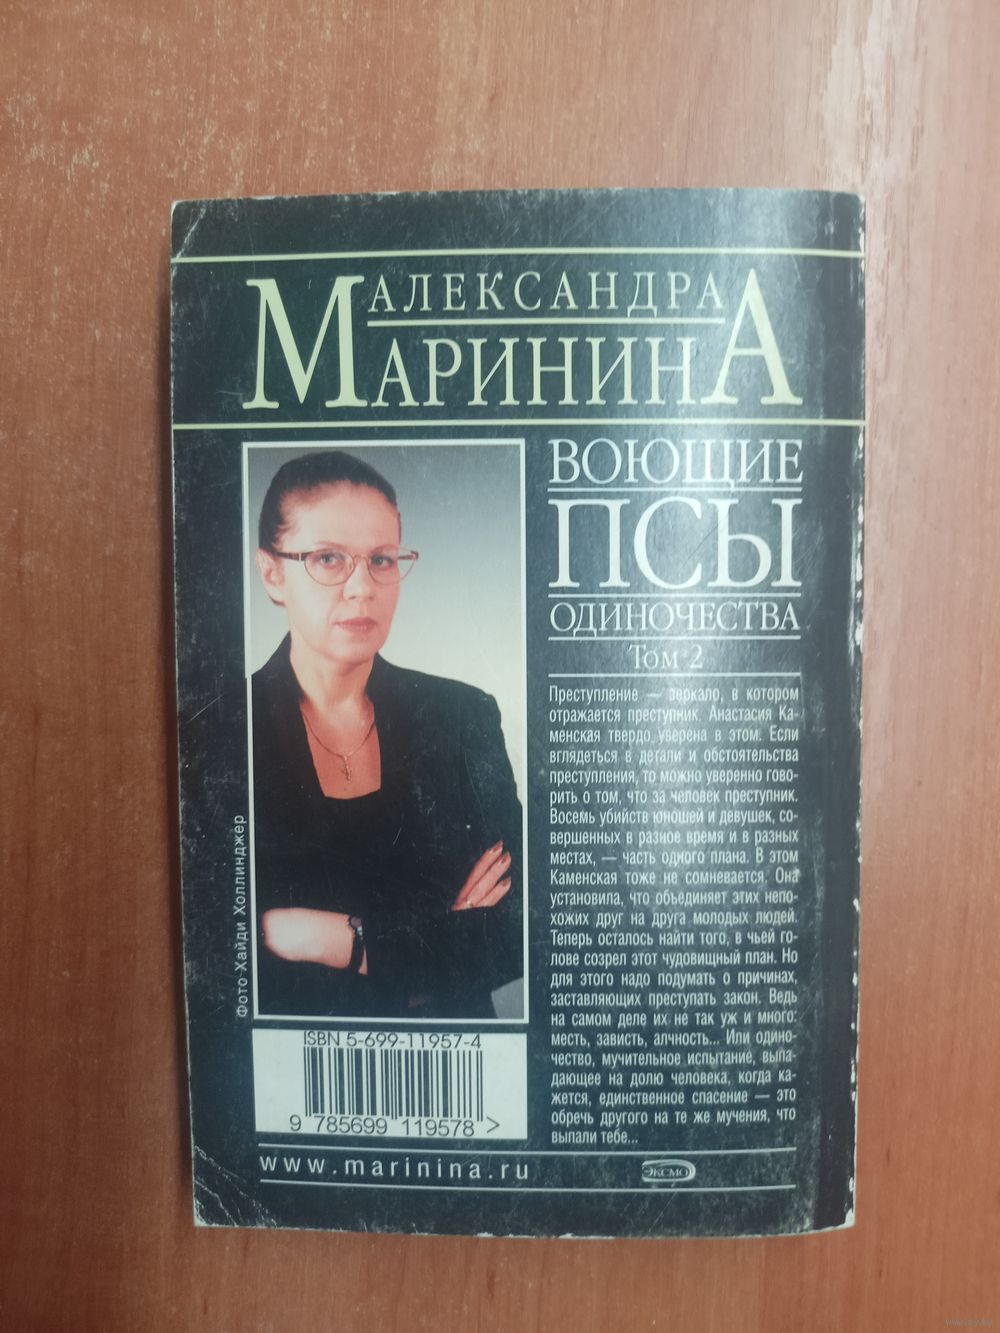 АЛЕКСАНДРА
МАРИНИНА
ВОЮЩИЕ
ПСЫ
ОДИНОЧЕСТВА
Том 2
Преступление — зеркало, в котором
отражается преступник. Анастасия Ка-
менская твердо уверена в этом. Если
вглядеться в детали и обстоятельства
преступления, то можно уверенно гово-
рить о том, что за человек преступник.
Восемь убийств юношей и девушек, со-
вершенных в разное время и в разных
местах, — часть одного плана. В этом
Каменская тоже не сомневается. Она
установила, что объединяет этих непо-
хожих друг на друга молодых людей.
Теперь осталось найти того, в чьей го-
лове созрел этот чудовищный план. Но
для этого надо подумать о причинах,
заставляющих преступать закон. Ведь
на самом деле их не так уж и много:
месть, зависть, алчность... Или одино-
чество, мучительное испытание, выпа-
дающее на долю человека, когда ка-
жется, единственное спасение — это
обречь другого на те же мучения, что
выпали тебе...
Фото Хайди Холлинджер
ISBN 5-699-11957-4
9 785699 119578 >
www.marinina.ru
ЭКСМО